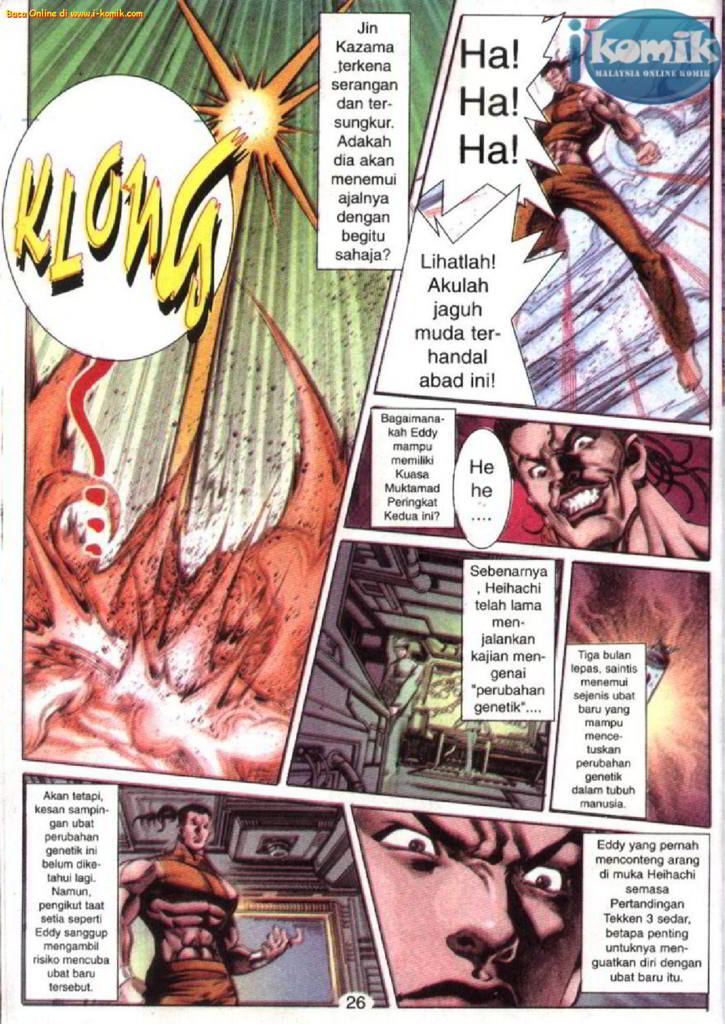 Baca Online di www.i-komik.com
ikomik
MALAYSIA ONLINE KOMIK
KLONG
Jin
Kazama
terkena
serangan
dan ter-
sungkur.
Adakah
dia akan
menemui
ajalnya
dengan
begitu
sahaja?
Ha!
Ha!
Ha!
Lihatlah!
Akulah
jaguh
muda ter-
handal
abad ini!
Bagaimana-
kah Eddy
mampu
memiliki
Kuasa
Muktamad
Peringkat
Kedua ini?
He
he
....
Sebenarnya
, Heihachi
telah lama
men-
jalankan
kajian men-
genai
"perubahan
genetik"....
Tiga bulan
lepas, saintis
menemui
sejenis ubat
baru yang
mampu
mence-
tuskan
perubahan
genetik
dalam tubuh
manusia.
Akan tetapi,
kesan sampin-
gan ubat
perubahan
genetik ini
belum dike-
tahui lagi.
Namun,
pengikut taat
setia seperti
Eddy sanggup
mengambil
risiko mencuba
ubat baru
tersebut.
Eddy yang pernah
menconteng arang
di muka Heihachi
semasa
Pertandingan
Tekken 3 sedar,
betapa penting
untuknya men-
guatkan diri dengan
ubat baru itu.
26